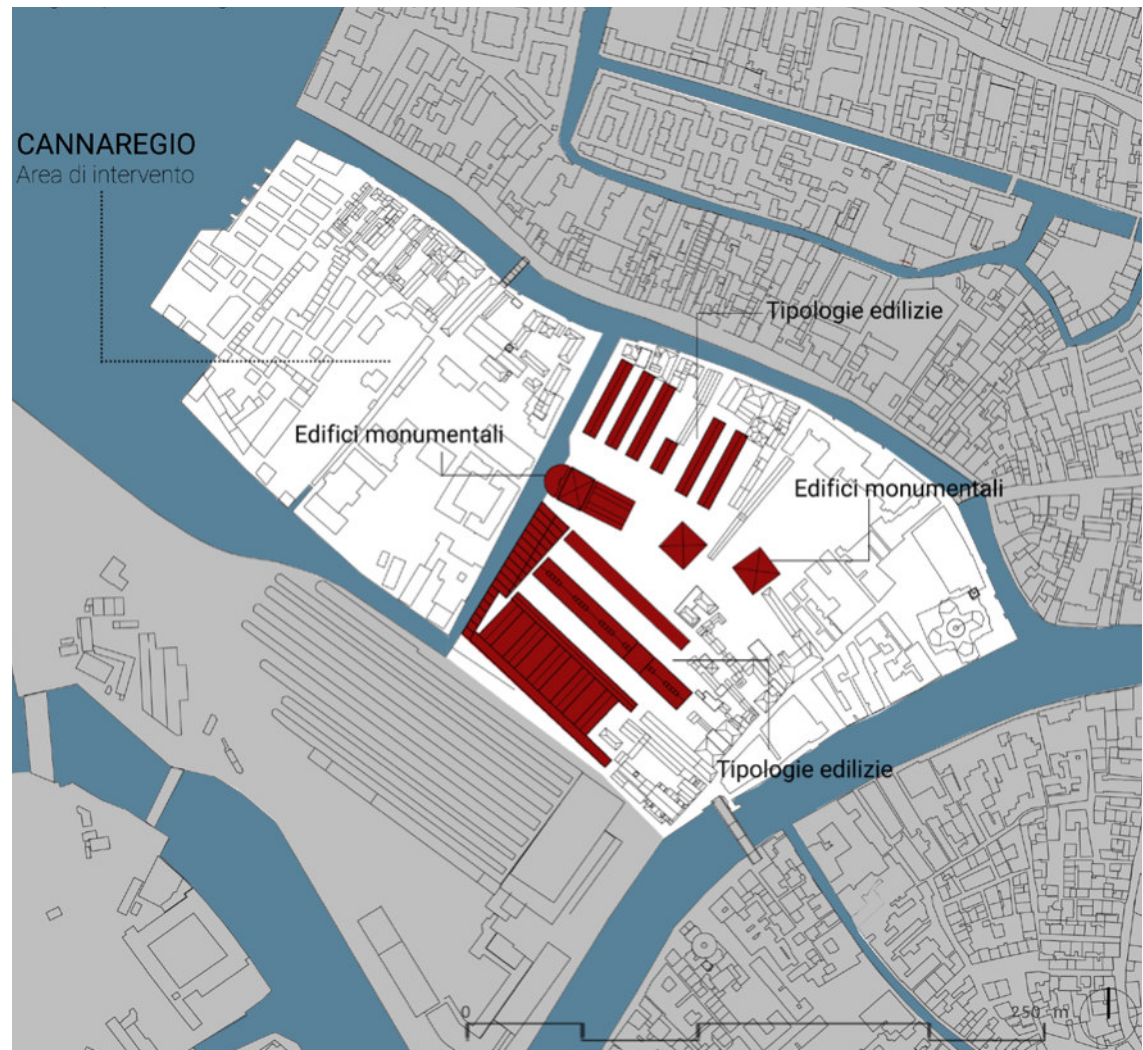 CANNAREGIO
Area di intervento
Tipologie edilizie
Edifici monumentali
Edifici monumentali
Tipologie edilizie
0
250 m